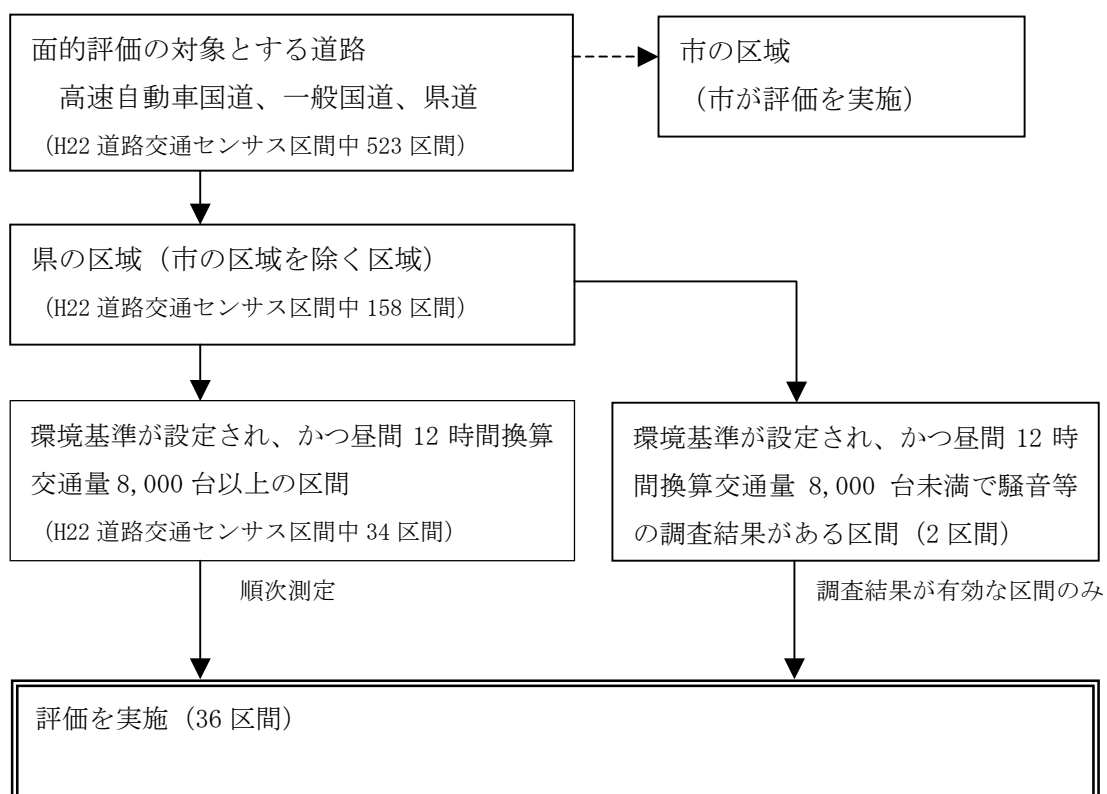 面的評価の対象とする道路
高速自動車国道、一般国道、県道
(H22 道路交通センサス区間中 523 区間)
市の区域
(市が評価を実施)
県の区域(市の区域を除く区域)
(H22 道路交通センサス区間中 158 区間)
環境基準が設定され、かつ昼間 12 時間換算
交通量 8,000 台以上の区間
(H22 道路交通センサス区間中 34 区間)
環境基準が設定され、かつ昼間 12 時
間換算交通量 8,000 台未満で騒音等
の調査結果がある区間(2 区間)
順次測定
調査結果が有効な区間のみ
評価を実施(36 区間)